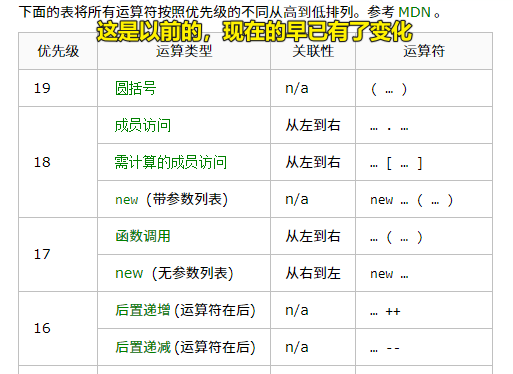 下面的表将所有运算符按照优先级的不同从高到低排列。参考 MDN 。
这是以前的，现在的早已有了变化
优先级 运算类型 关联性 运算符
19 圆括号 n/a ( … )
18 成员访问 从左到右 … . …
需计算的成员访问 从左到右 … [ … ]
new (带参数列表) n/a new … ( … )
17 函数调用 从左到右 … ( … )
new (无参数列表) 从右到左 new …
16 后置递增 (运算符在后) n/a … ++
后置递减 (运算符在后) n/a … --